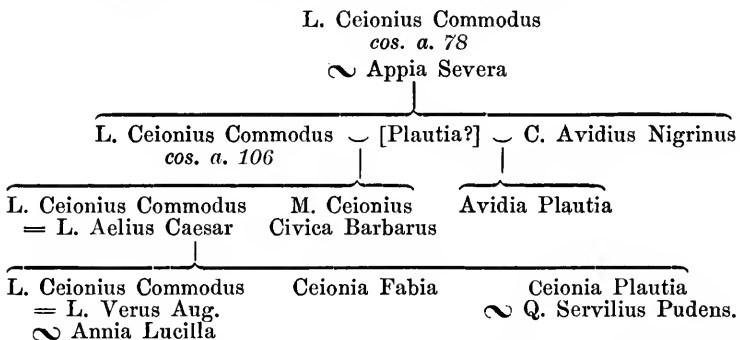 L. Ceionius Commodus
cos. a. 78
∾ Appia Severa
L. Ceionius Commodus ⌣ [Plautia?] ⌣ C. Avidius Nigrinus
cos. a. 106
L. Ceionius Commodus M. Ceionius Avidia Plautia
= L. Aelius Caesar Civica Barbarus
L. Ceionius Commodus Ceionia Fabia Ceionia Plautia
= L. Verus Aug. ∾ Q. Servilius Pudens.
∾ Annia Lucilla